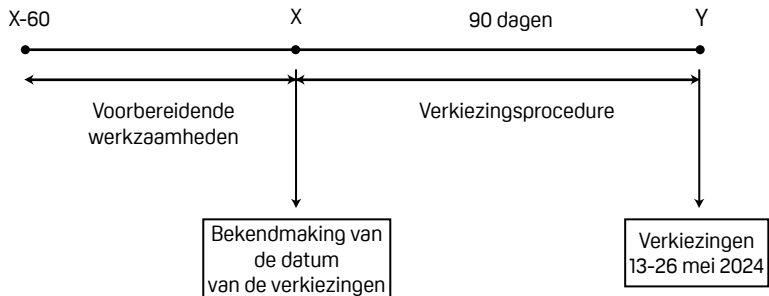 X-60
X
90 dagen
Y
Voorbereidende
werkzaamheden
Verkiezingsprocedure
Bekendmaking van
de datum
van de verkiezingen
Verkiezingen
13-26 mei 2024